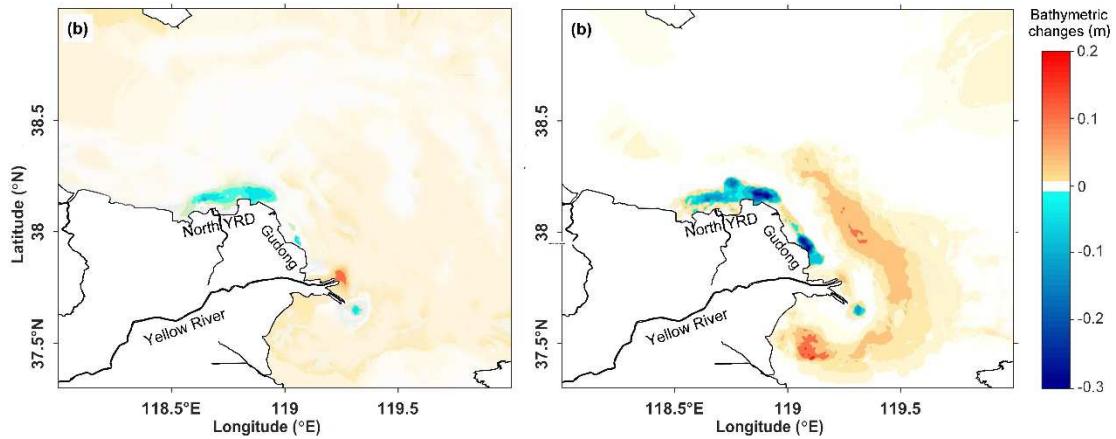 (b)
38.5
38
37.5°N
Latitude (°N)
North YRD
Gudong
Yellow River
118.5°E
119
119.5
Longitude (°E)
(b)
38.5
38
37.5°N
North YRD
Gudong
Yellow River
118.5°E
119
119.5
Longitude (°E)
Bathymetric
changes (m)
0.2
0.1
0
-0.1
-0.2
-0.3